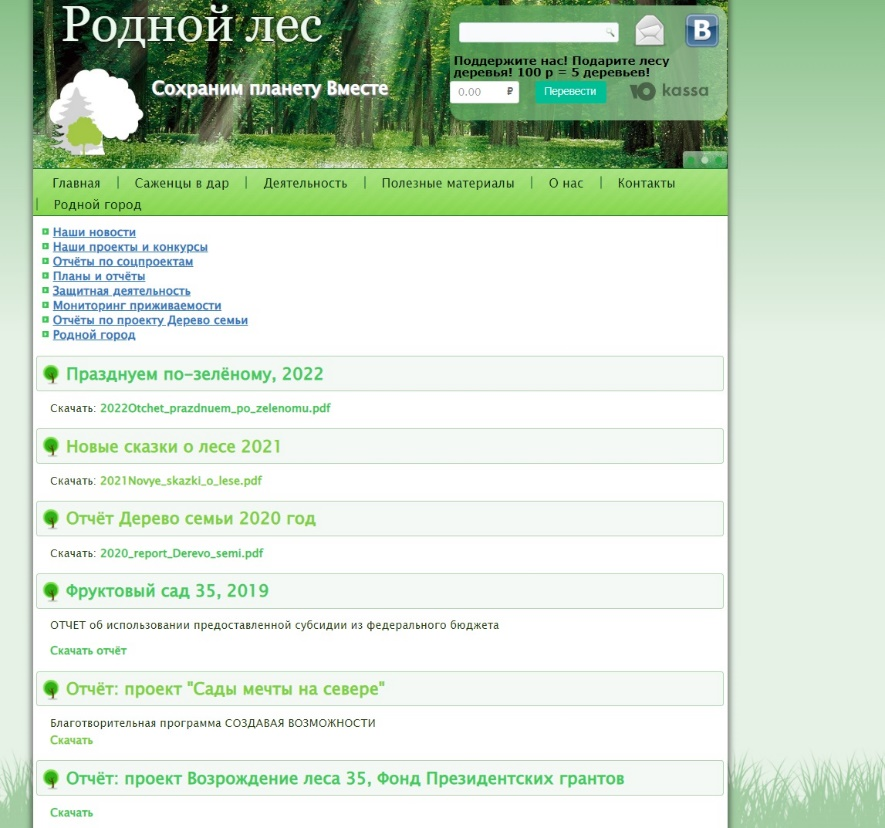 Родной лес
Сохраним планету Вместе
B
Поддержите нас! Подарите лесу
деревья! 100 р = 5 деревьев!
0.00 ₽
Перевести
kassa
Главная | Саженцы в дар | Деятельность | Полезные материалы | О нас | Контакты
| Родной город
Наши новости
Наши проекты и конкурсы
Отчёты по соцпроектам
Планы и отчёты
Защитная деятельность
Мониторинг приживаемости
Отчёты по проекту Дерево семьи
Родной город
Празднуем по-зелёному, 2022
Скачать: 2022Otchet_prazdnuem_po_zelenomu.pdf
Новые сказки о лесе 2021
Скачать: 2021Novye_skazki_o_lese.pdf
Отчёт Дерево семьи 2020 год
Скачать: 2020_report_Derevo_semi.pdf
Фруктовый сад 35, 2019
ОТЧЕТ об использовании предоставленной субсидии из федерального бюджета
Скачать отчёт
Отчёт: проект "Сады мечты на севере"
Благотворительная программа СОЗДАВАЯ ВОЗМОЖНОСТИ
Скачать
Отчёт: проект Возрождение леса 35, Фонд Президентских грантов
Скачать